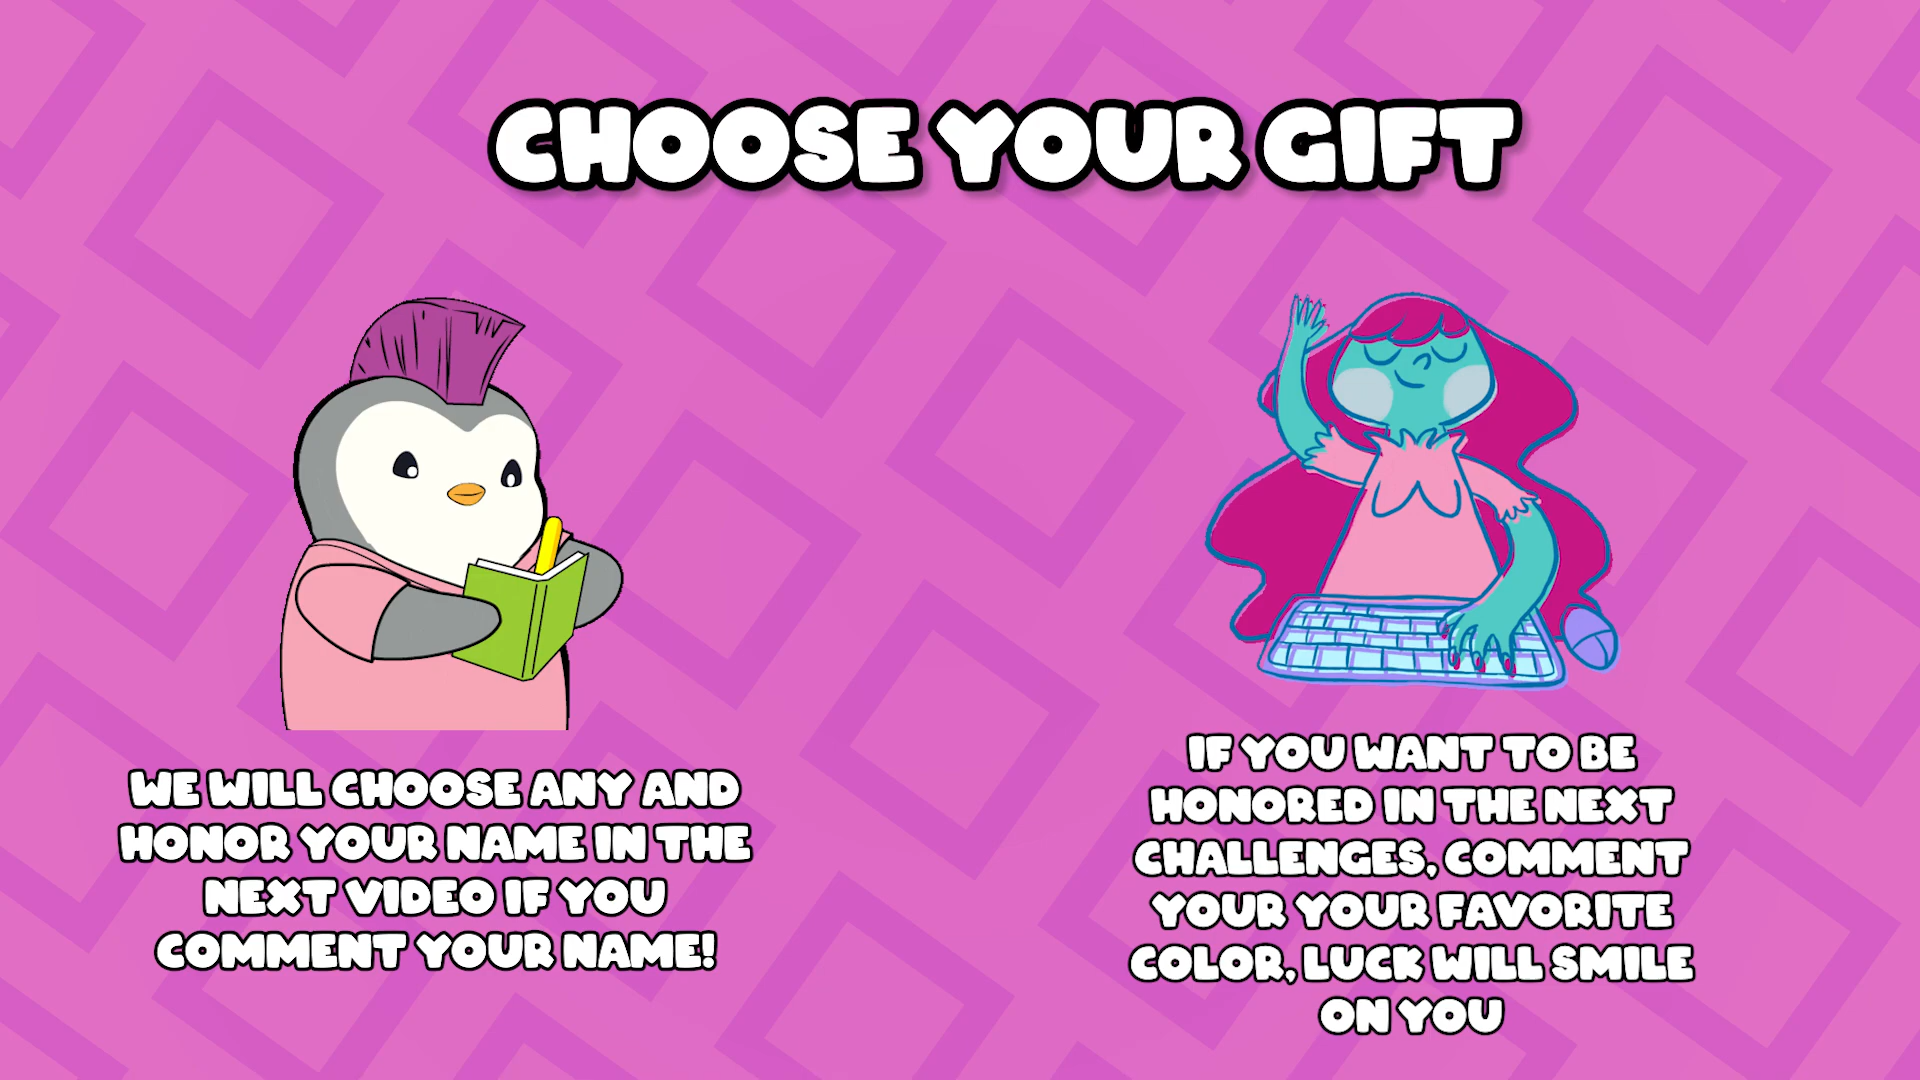 CHOOSE YOUR GIFT
WE WILL CHOOSE ANY AND
HONOR YOUR NAME IN THE
NEXT VIDEO IF YOU
COMMENT YOUR NAME!
IF YOU WANT TO BE
HONORED IN THE NEXT
CHALLENGES, COMMENT
YOUR YOUR FAVORITE
COLOR, LUCK WILL SMILE
ON YOU